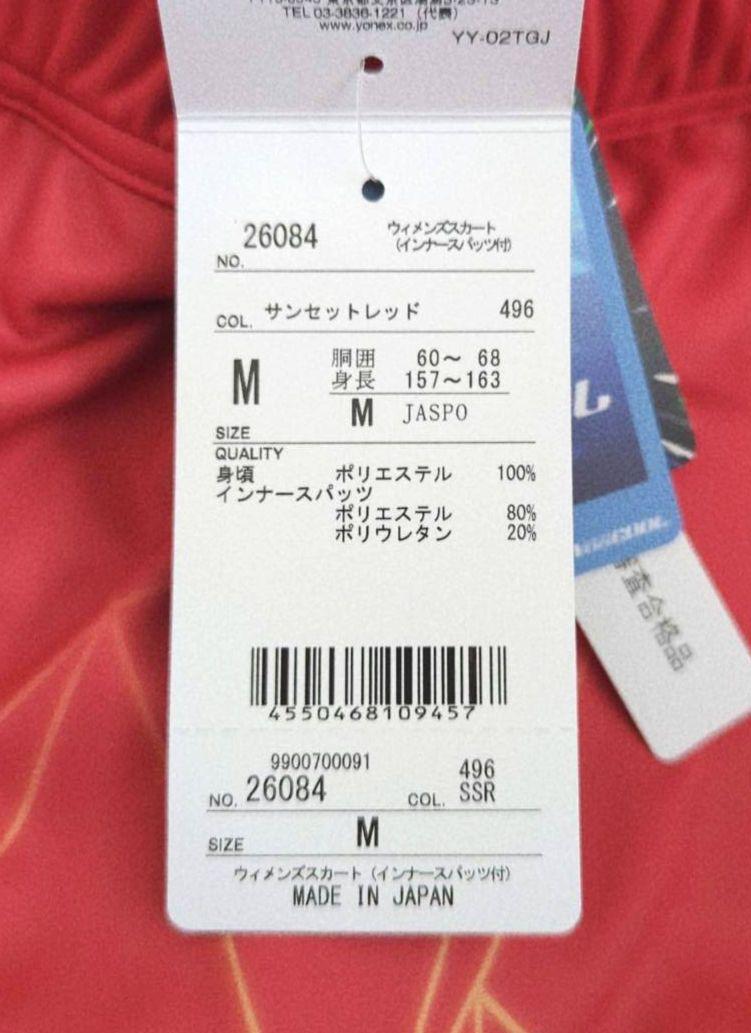 TEL 03-3836-1221 (代表)
www.yonex.co.jp
YY-02TGJ
26084
ウィメンズスカート
(インナースパッツ付)
NO.
COL. サンセットレッド 496
M
胴囲 60～ 68
身長 157～163
M JASPO
SIZE
QUALITY
身頃 ポリエステル 100%
インナースパッツ
ポリエステル 80%
ポリウレタン 20%
4550468109457
9900700091
NO. 26084
COL. 496
SSR
SIZE M
ウィメンズスカート (インナースパッツ付)
MADE IN JAPAN
審査合格品